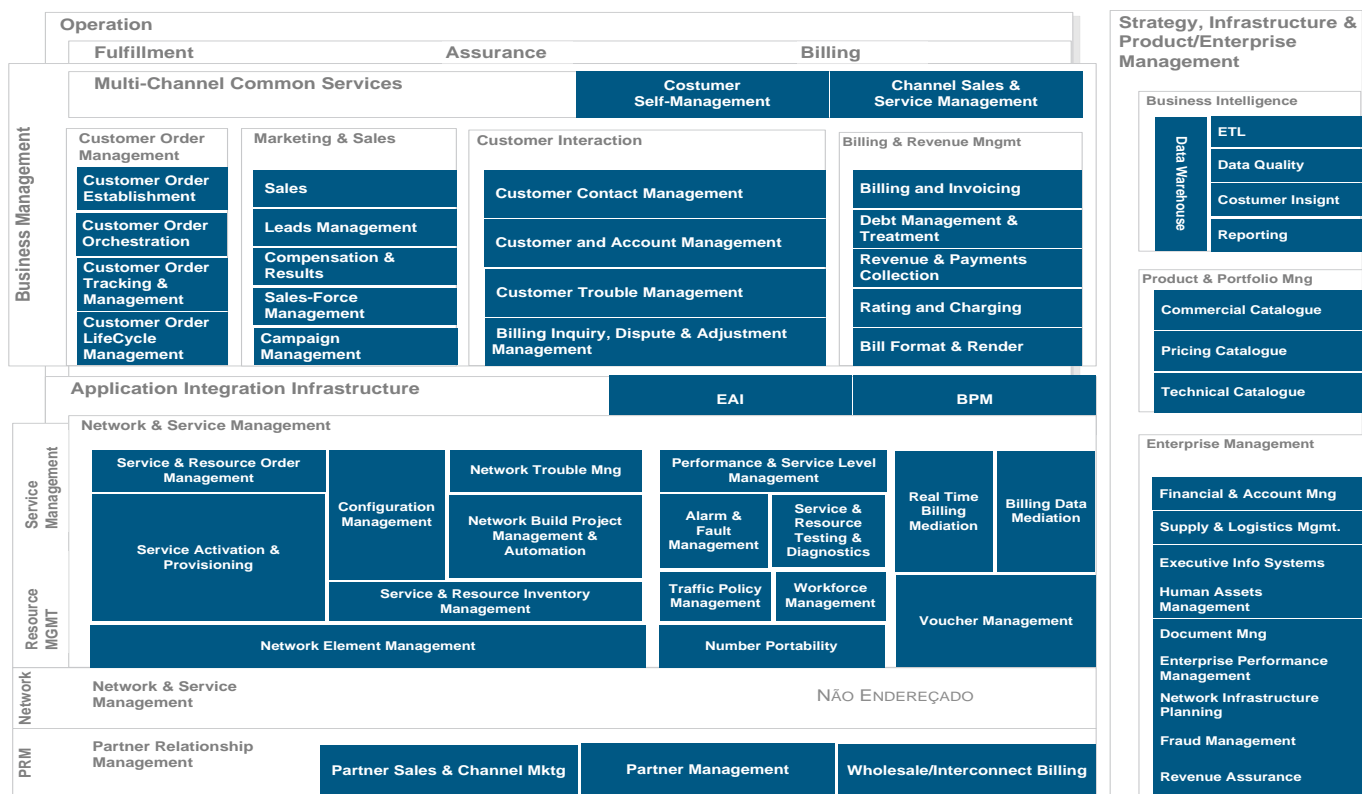 Operation
Fulfillment
Assurance
Billing
Multi-Channel Common Services
Costumer
Self-Management
Channel Sales &
Service Management
Business Management
Customer Order
Management
Customer Order
Establishment
Customer Order
Orchestration
Customer Order
Tracking &
Management
Customer Order
LifeCycle
Management
Marketing & Sales
Sales
Leads Management
Compensation &
Results
Sales-Force
Management
Campaign
Management
Customer Interaction
Customer Contact Management
Customer and Account Management
Customer Trouble Management
Billing Inquiry, Dispute & Adjustment
Management
Billing & Revenue Mngmt
Billing and Invoicing
Debt Management &
Treatment
Revenue & Payments
Collection
Rating and Charging
Bill Format & Render
Application Integration Infrastructure
EAI
BPM
Network & Service Management
Service
Management
Resource
MGMT
Service & Resource Order
Management
Service Activation &
Provisioning
Configuration
Management
Network Trouble Mng
Network Build Project
Management &
Automation
Service & Resource Inventory
Management
Network Element Management
Performance & Service Level
Management
Alarm &
Fault
Management
Service &
Resource
Testing &
Diagnostics
Traffic Policy
Management
Workforce
Management
Number Portability
Real Time
Billing
Mediation
Billing Data
Mediation
Voucher Management
Network
Network & Service
Management
NÃO ENDEREÇADO
PRM
Partner Relationship
Management
Partner Sales & Channel Mktg
Partner Management
Wholesale/Interconnect Billing
Strategy, Infrastructure &
Product/Enterprise
Management
Business Intelligence
Data Warehouse
ETL
Data Quality
Costumer Insignt
Reporting
Product & Portfolio Mng
Commercial Catalogue
Pricing Catalogue
Technical Catalogue
Enterprise Management
Financial & Account Mng
Supply & Logistics Mgmt.
Executive Info Systems
Human Assets
Management
Document Mng
Enterprise Performance
Management
Network Infrastructure
Planning
Fraud Management
Revenue Assurance